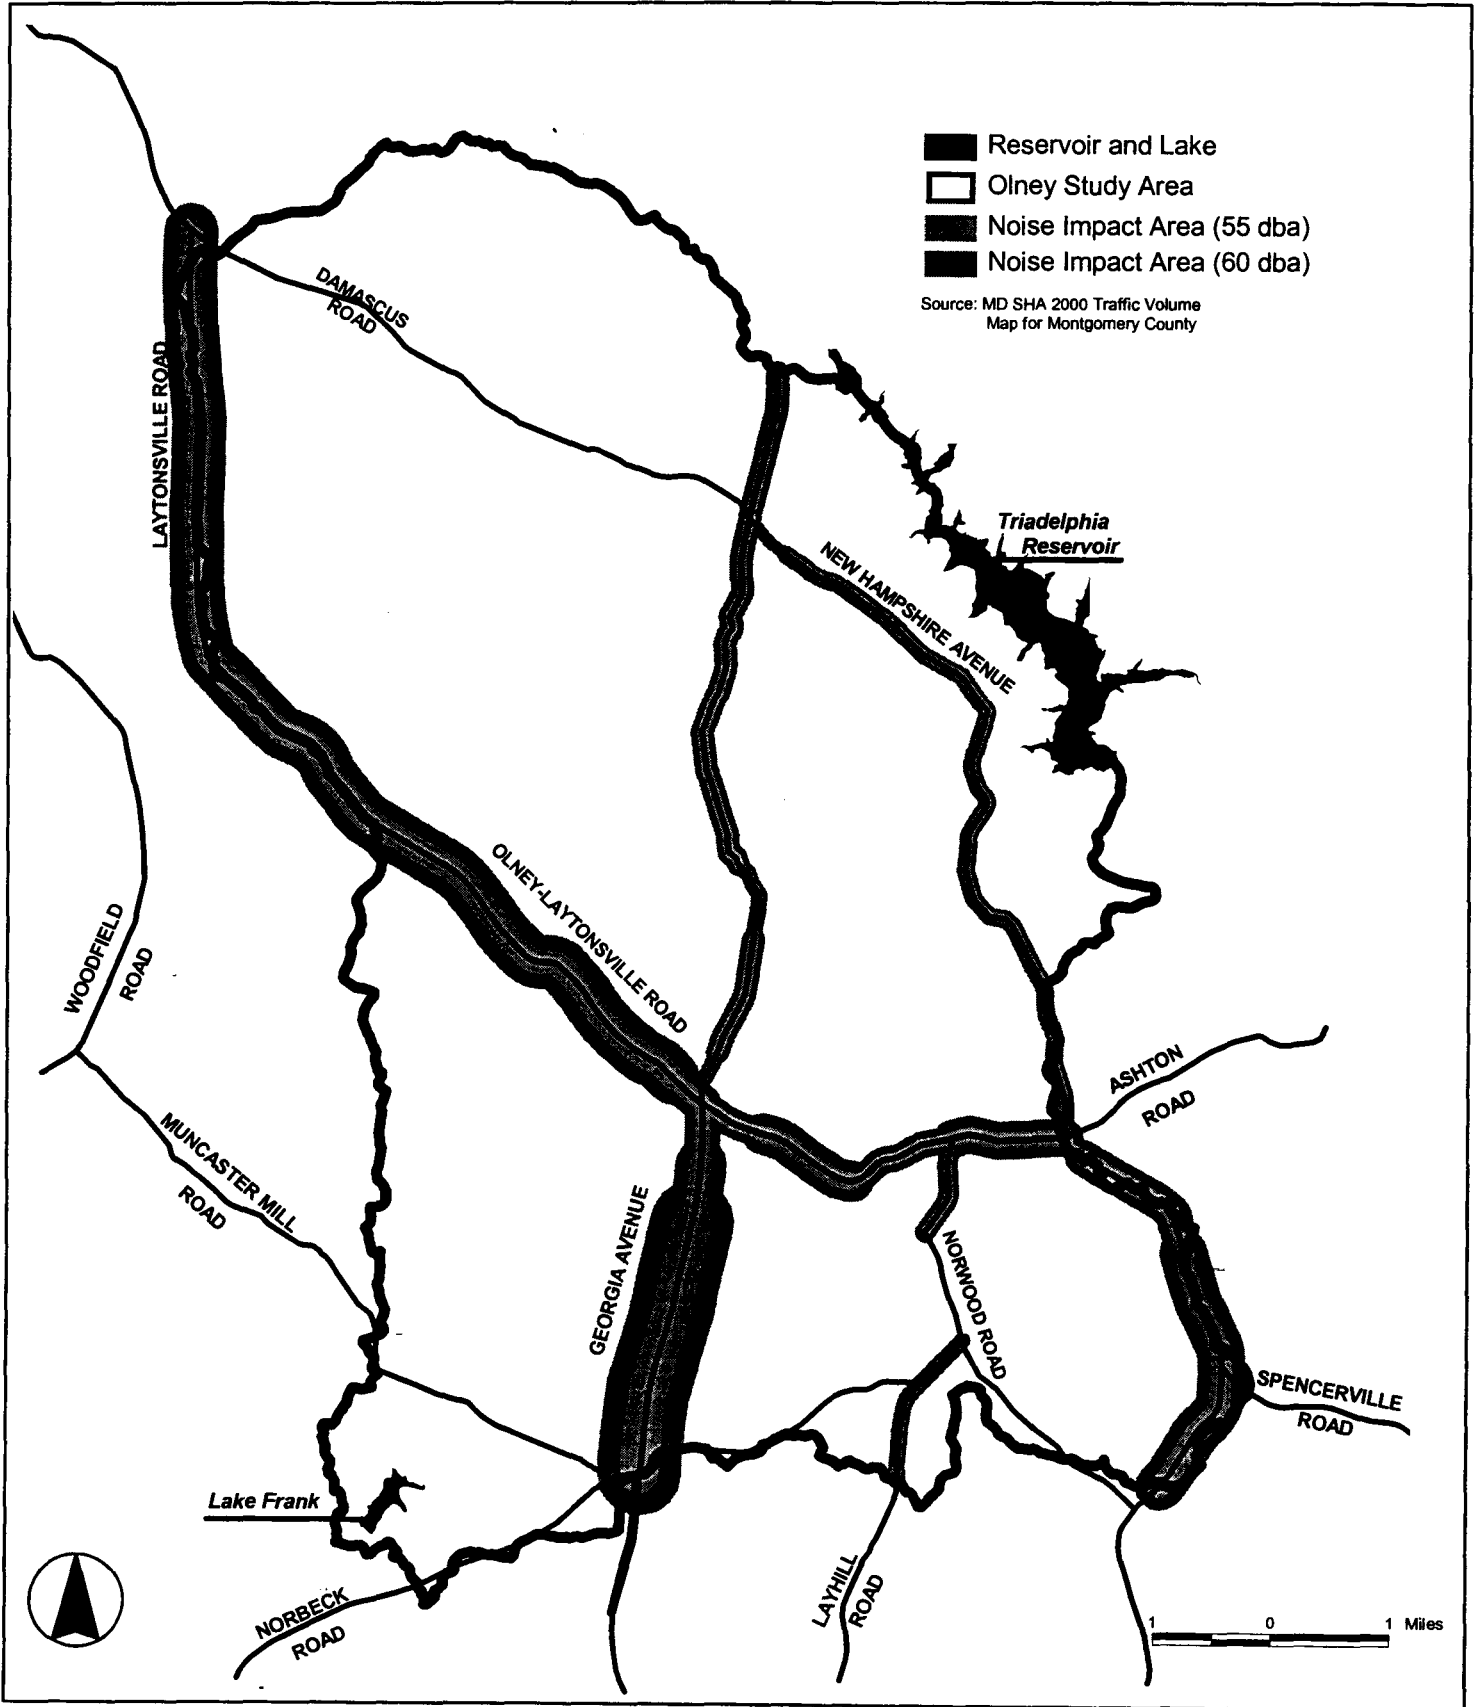 Reservoir and Lake
Olney Study Area
Noise Impact Area (55 dba)
Noise Impact Area (60 dba)
Source: MD SHA 2000 Traffic Volume
Map for Montgomery County
DAMASCUS
ROAD
LAYTONSVILLE ROAD
Triadelphia
Reservoir
NEW HAMPSHIRE AVENUE
OLNEY-LAYTONSVILLE ROAD
WOODFIELD
ROAD
ASHTON
ROAD
MUNCASTER MILL
ROAD
GEORGIA AVENUE
NORWOOD ROAD
SPENCERVILLE
ROAD
Lake Frank
LAYHILL
ROAD
NORBECK
ROAD
1 0 1 Miles